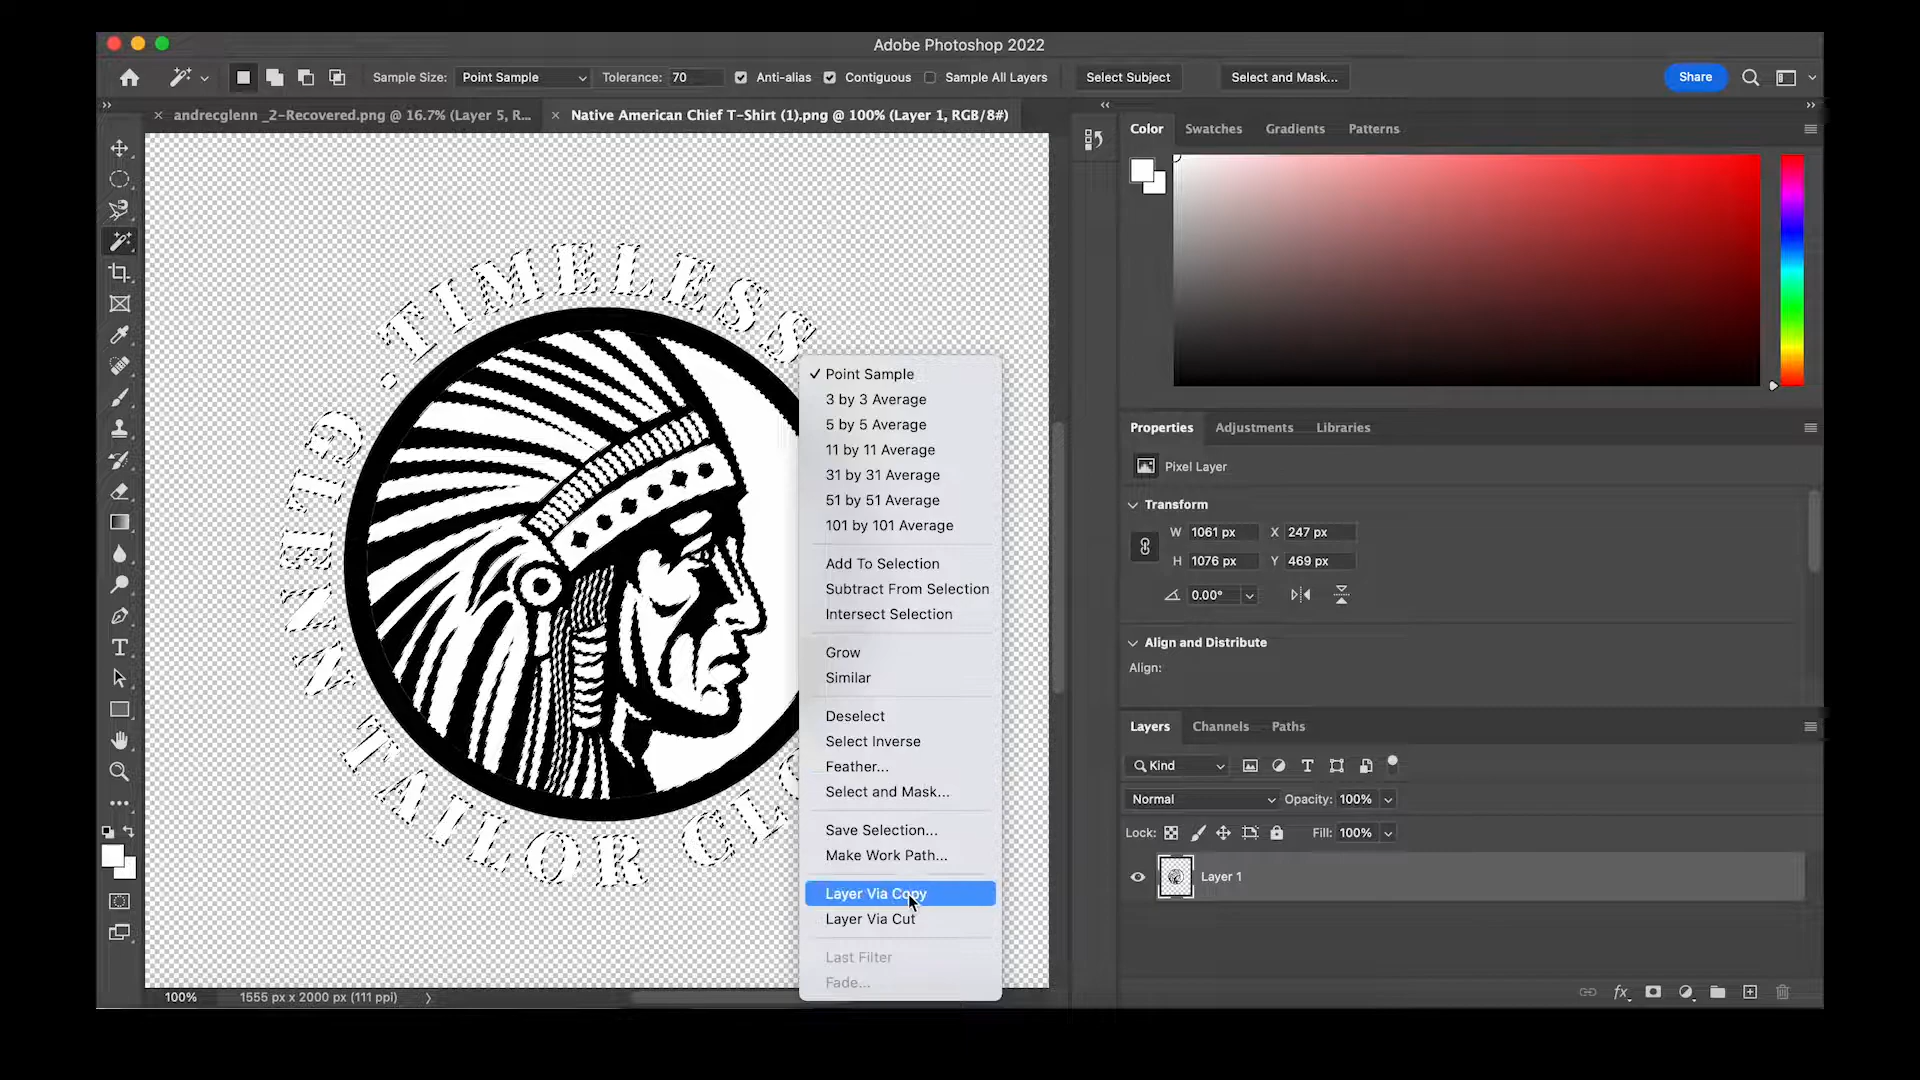 Adobe Photoshop 2022
Sample Size: Point Sample Tolerance: 70 Anti-alias Contiguous Sample All Layers Select Subject Select and Mask... Share
andrecglenn _2-Recovered.png @ 16.7% (Layer 5, R... Native American Chief T-Shirt (1).png @ 100% (Layer 1, RGB/8#)
TIMELESS
TAILOR
Point Sample
3 by 3 Average
5 by 5 Average
11 by 11 Average
31 by 31 Average
51 by 51 Average
101 by 101 Average
Add To Selection
Subtract From Selection
Intersect Selection
Grow
Similar
Deselect
Select Inverse
Feather...
Select and Mask...
Save Selection...
Make Work Path...
Layer Via Copy
Layer Via Cut
Last Filter
Fade...
100% 1555 px x 2000 px (111 ppi)
Color Swatches Gradients Patterns
Properties Adjustments Libraries
Pixel Layer
Transform
W 1061 px X 247 px
H 1076 px Y 469 px
0.00°
Align and Distribute
Align:
Layers Channels Paths
Kind
Normal Opacity: 100%
Lock: Fill: 100%
Layer 1